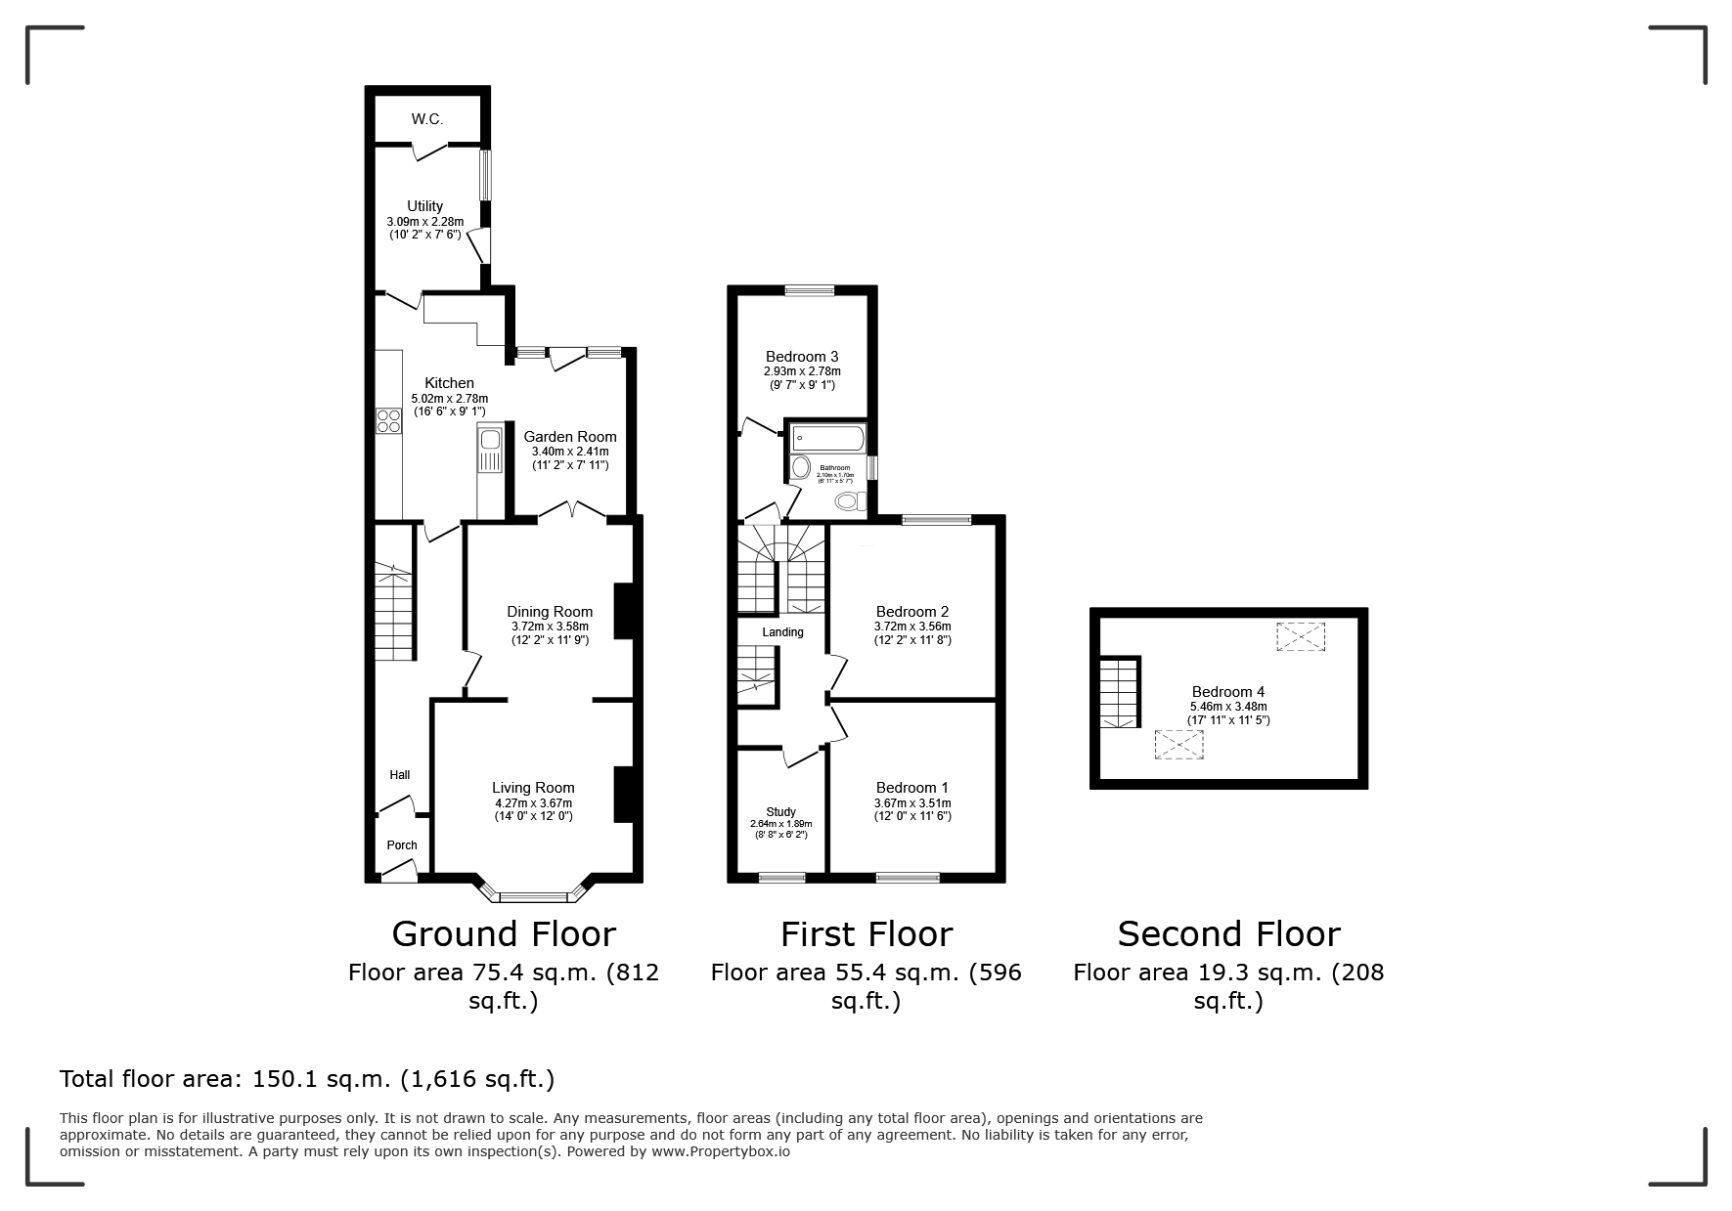 W.C.
Utility
3.09m x 2.28m
(10' 2" x 7' 6")
Kitchen
5.02m x 2.78m
(16' 6" x 9' 1")
Garden Room
3.40m x 2.41m
(11' 2" x 7' 11")
Dining Room
3.72m x 3.58m
(12' 2" x 11' 9")
Hall
Living Room
4.27m x 3.67m
(14' 0" x 12' 0")
Porch
Bedroom 3
2.93m x 2.78m
(9' 7" x 9' 1")
Bathroom
2.10m x 1.70m
(6' 11" x 5' 7")
Bedroom 2
3.72m x 3.56m
(12' 2" x 11' 8")
Landing
Bedroom 1
3.67m x 3.51m
(12' 0" x 11' 6")
Study
2.64m x 1.89m
(8' 8" x 6' 2")
Bedroom 4
5.46m x 3.48m
(17' 11" x 11' 5")
Ground Floor
Floor area 75.4 sq.m. (812
sq.ft.)
First Floor
Floor area 55.4 sq.m. (596
sq.ft.)
Second Floor
Floor area 19.3 sq.m. (208
sq.ft.)
Total floor area: 150.1 sq.m. (1,616 sq.ft.)
This floor plan is for illustrative purposes only. It is not drawn to scale. Any measurements, floor areas (including any total floor area), openings and orientations are
approximate. No details are guaranteed, they cannot be relied upon for any purpose and do not form any part of any agreement. No liability is taken for any error,
omission or misstatement. A party must rely upon its own inspection(s). Powered by www.Propertybox.io